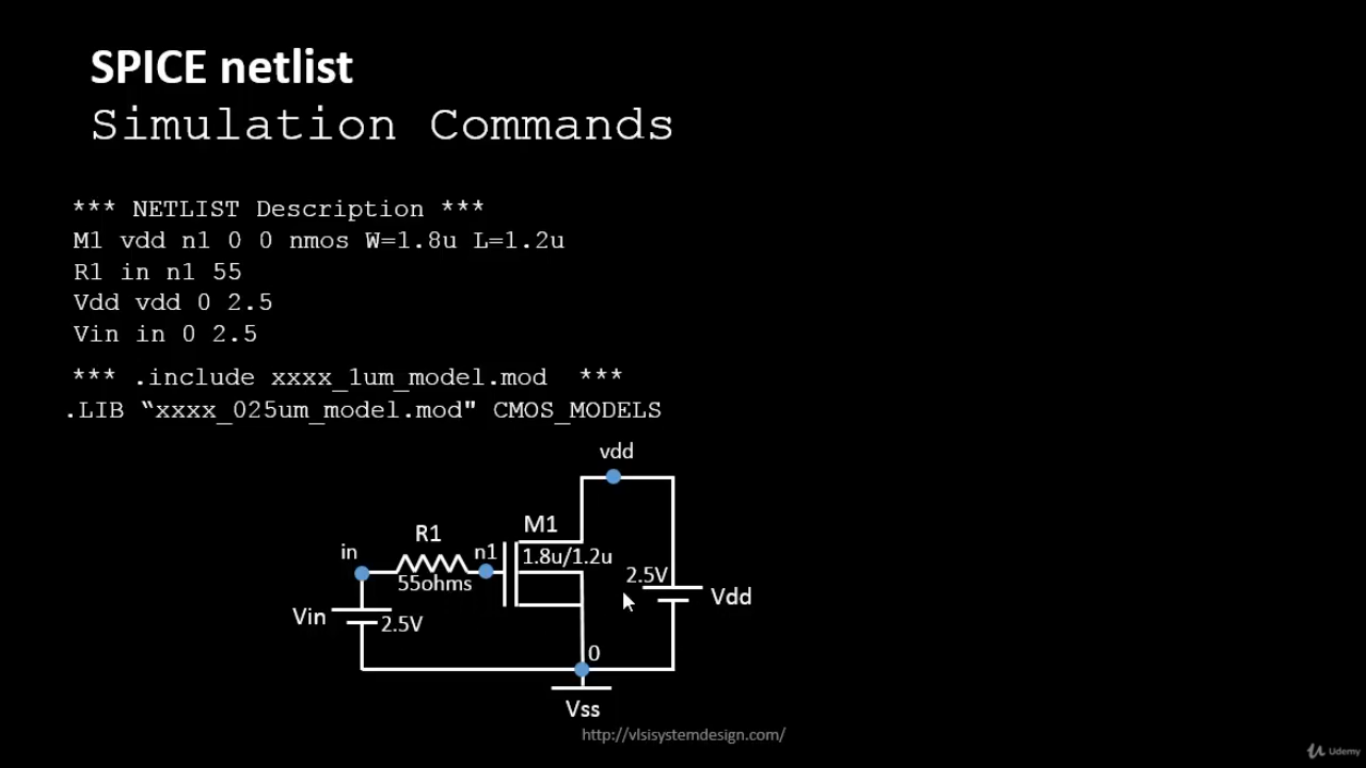 SPICE netlist
Simulation Commands
*** NETLIST Description ***
M1 vdd n1 0 0 nmos W=1.8u L=1.2u
R1 in n1 55
Vdd vdd 0 2.5
Vin in 0 2.5
*** .include xxxx_1um_model.mod ***
.LIB “xxxx_025um_model.mod" CMOS_MODELS
vdd
R1
M1
in
n1
1.8u/1.2u
55ohms
2.5V
Vdd
Vin
2.5V
0
Vss
http://vlsisystemdesign.com/
Udemy